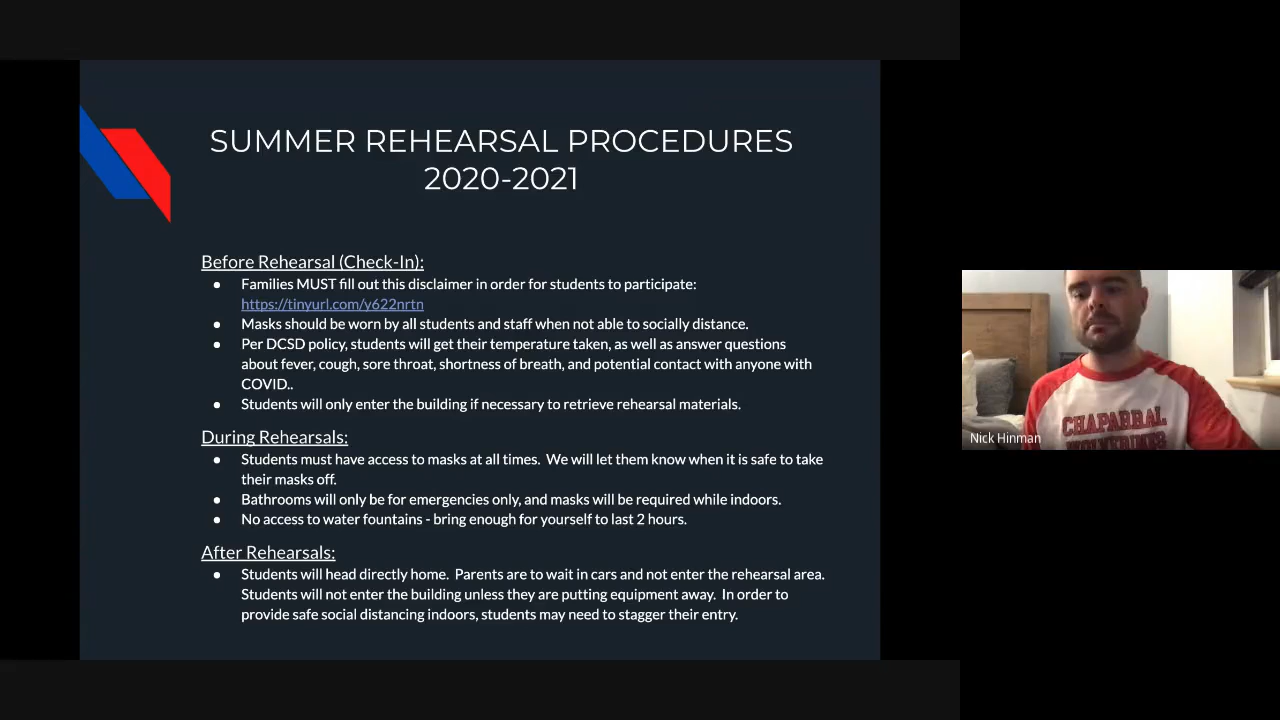 SUMMER REHEARSAL PROCEDURES
2020-2021
Before Rehearsal (Check-In):
● Families MUST fill out this disclaimer in order for students to participate:
https://tinyurl.com/y622nrtn
● Masks should be worn by all students and staff when not able to socially distance.
● Per DCSD policy, students will get their temperature taken, as well as answer questions
about fever, cough, sore throat, shortness of breath, and potential contact with anyone with
COVID..
● Students will only enter the building if necessary to retrieve rehearsal materials.
During Rehearsals:
● Students must have access to masks at all times.  We will let them know when it is safe to take
their masks off.
● Bathrooms will only be for emergencies only, and masks will be required while indoors.
● No access to water fountains - bring enough for yourself to last 2 hours.
After Rehearsals:
● Students will head directly home.  Parents are to wait in cars and not enter the rehearsal area.
Students will not enter the building unless they are putting equipment away.  In order to
provide safe social distancing indoors, students may need to stagger their entry.
CHAPARRAL
WOLVERINES
Nick Hinman